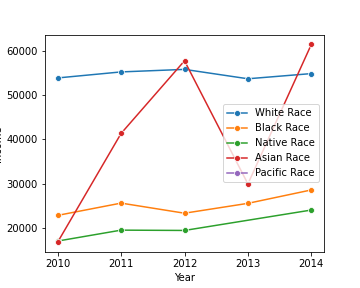 60000
50000
40000
30000
20000
White Race
Black Race
Native Race
Asian Race
Pacific Race
2010 2011 2012 2013 2014
Year